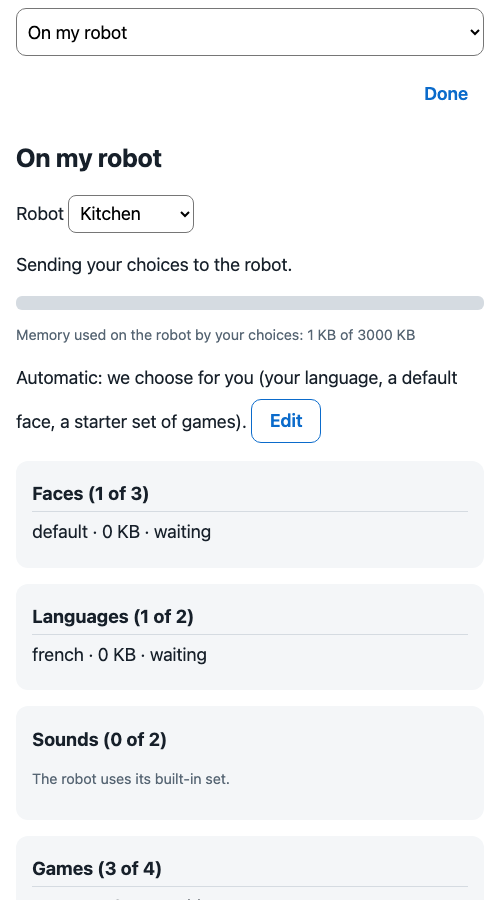 On my robot
Done
On my robot
Robot Kitchen
Sending your choices to the robot.
Memory used on the robot by your choices: 1 KB of 3000 KB
Automatic: we choose for you (your language, a default
face, a starter set of games). Edit
Faces (1 of 3)
default · 0 KB · waiting
Languages (1 of 2)
french · 0 KB · waiting
Sounds (0 of 2)
The robot uses its built-in set.
Games (3 of 4)